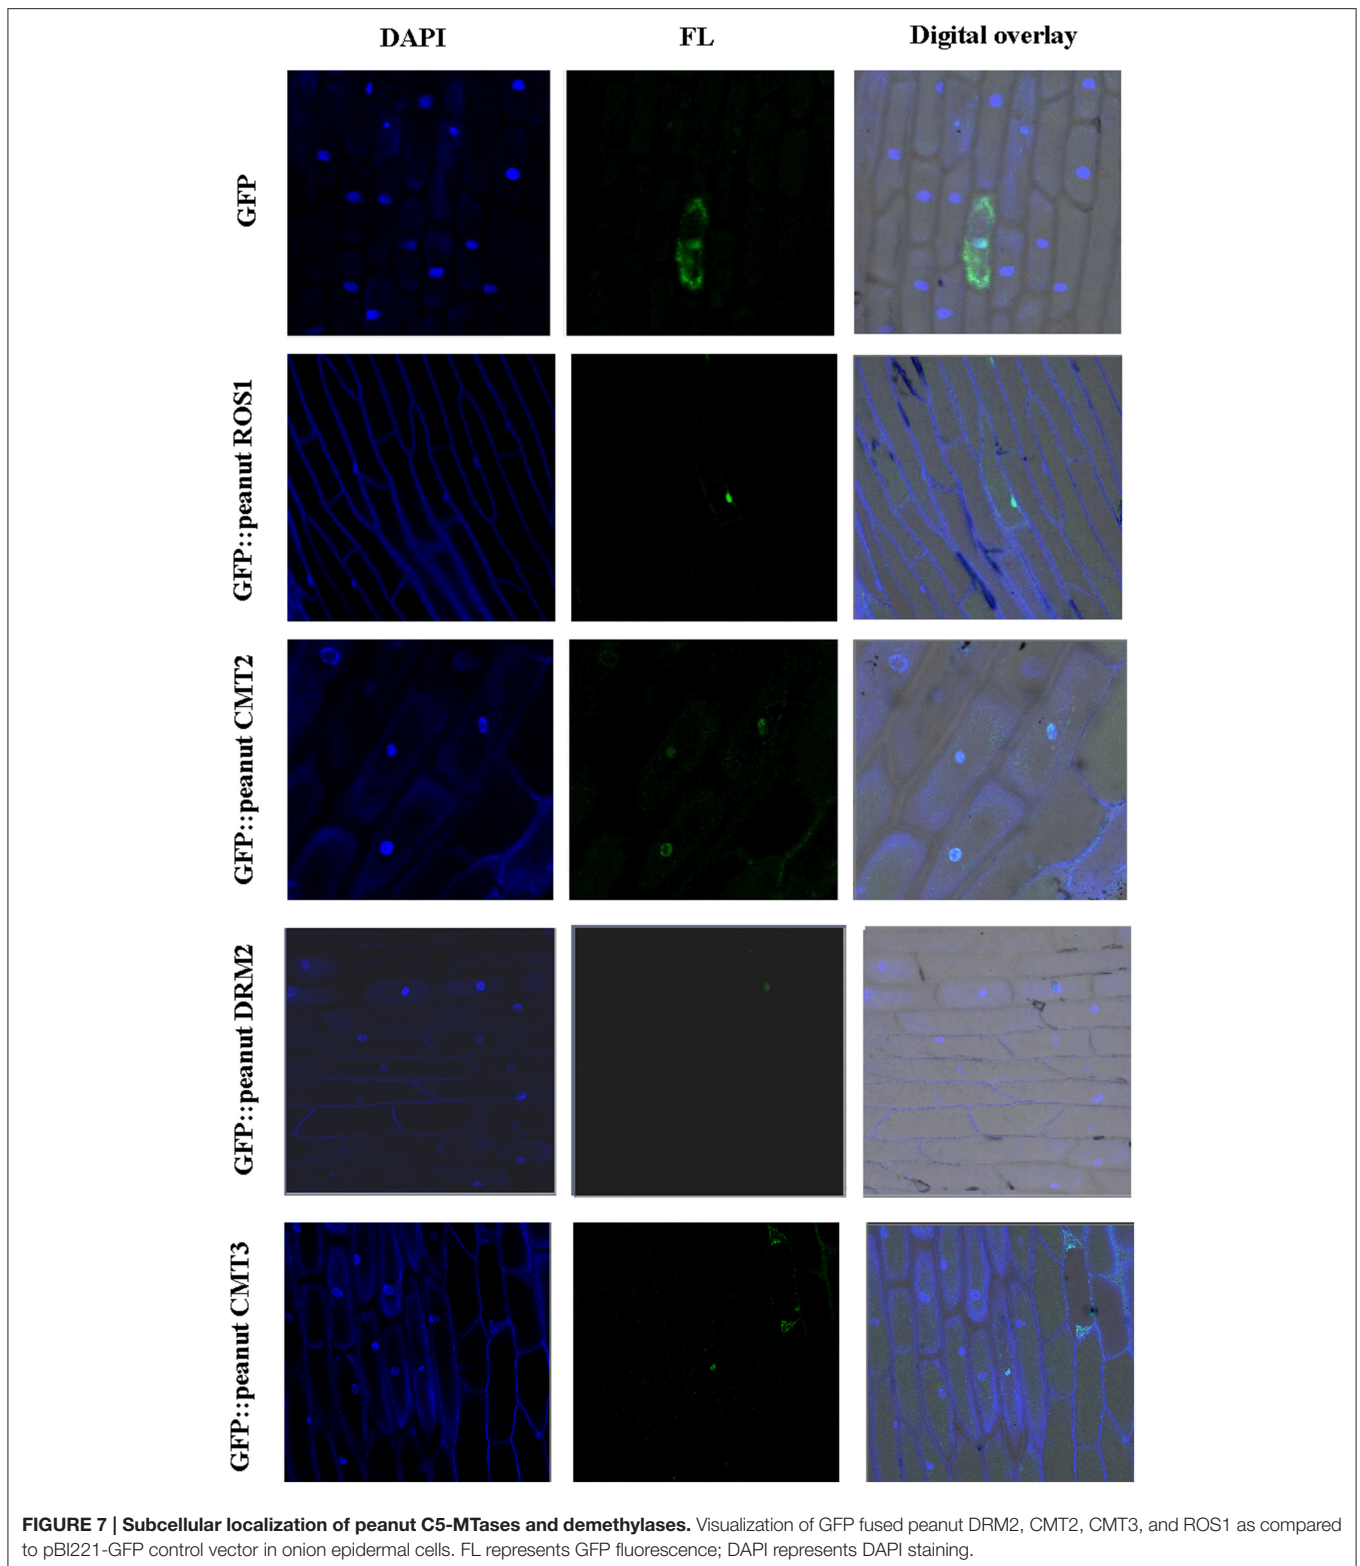 DAPI FL Digital overlay
GFP
GFP::peanut ROS1
GFP::peanut CMT2
GFP::peanut DRM2
GFP::peanut CMT3
FIGURE 7 | Subcellular localization of peanut C5-MTases and demethylases. Visualization of GFP fused peanut DRM2, CMT2, CMT3, and ROS1 as compared
to pBI221-GFP control vector in onion epidermal cells. FL represents GFP fluorescence; DAPI represents DAPI staining.